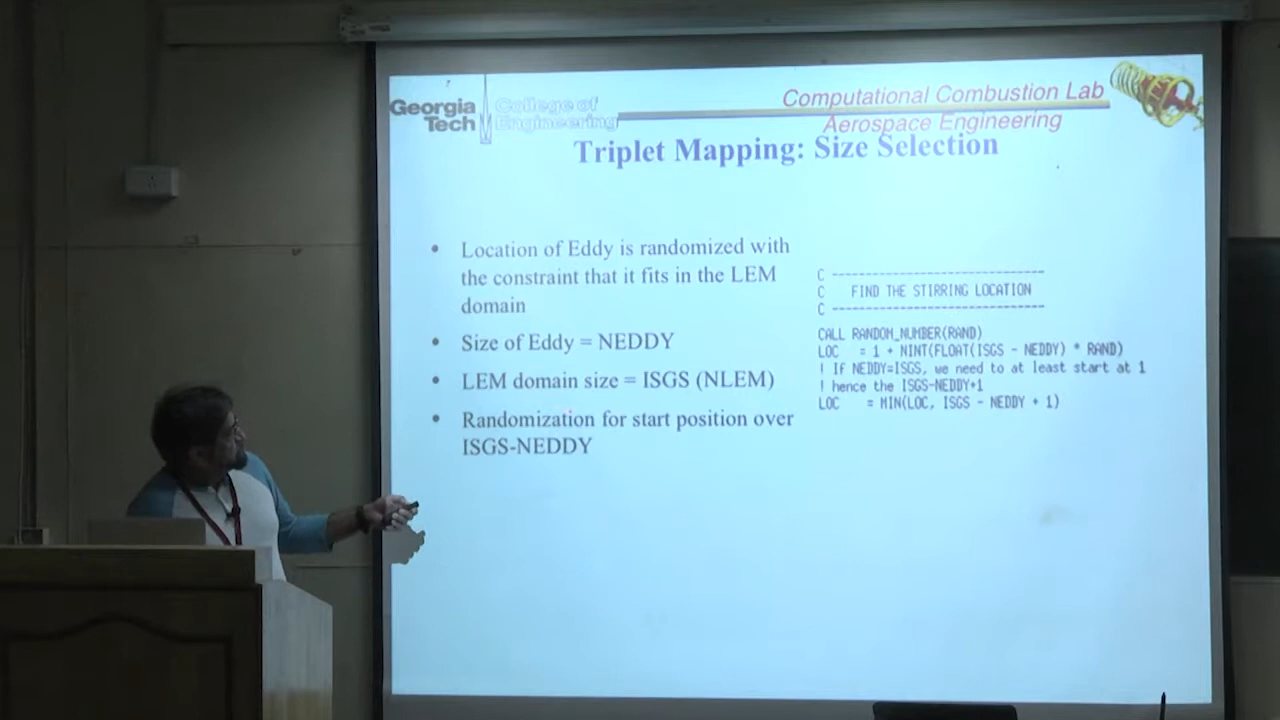 Georgia
Tech
College of
Engineering
Computational Combustion Lab
Aerospace Engineering
Triplet Mapping: Size Selection
• Location of Eddy is randomized with
the constraint that it fits in the LEM
domain
• Size of Eddy = NEDDY
• LEM domain size = ISGS (NLEM)
• Randomization for start position over
ISGS-NEDDY
C ------------------------------
C FIND THE STIRRING LOCATION
C ------------------------------
CALL RANDOM_NUMBER(RAND)
LOC = 1 + NINT(FLOAT(ISGS - NEDDY) * RAND)
! If NEDDY=ISGS, we need to at least start at 1
! hence the ISGS-NEDDY+1
LOC = MIN(LOC, ISGS - NEDDY + 1)